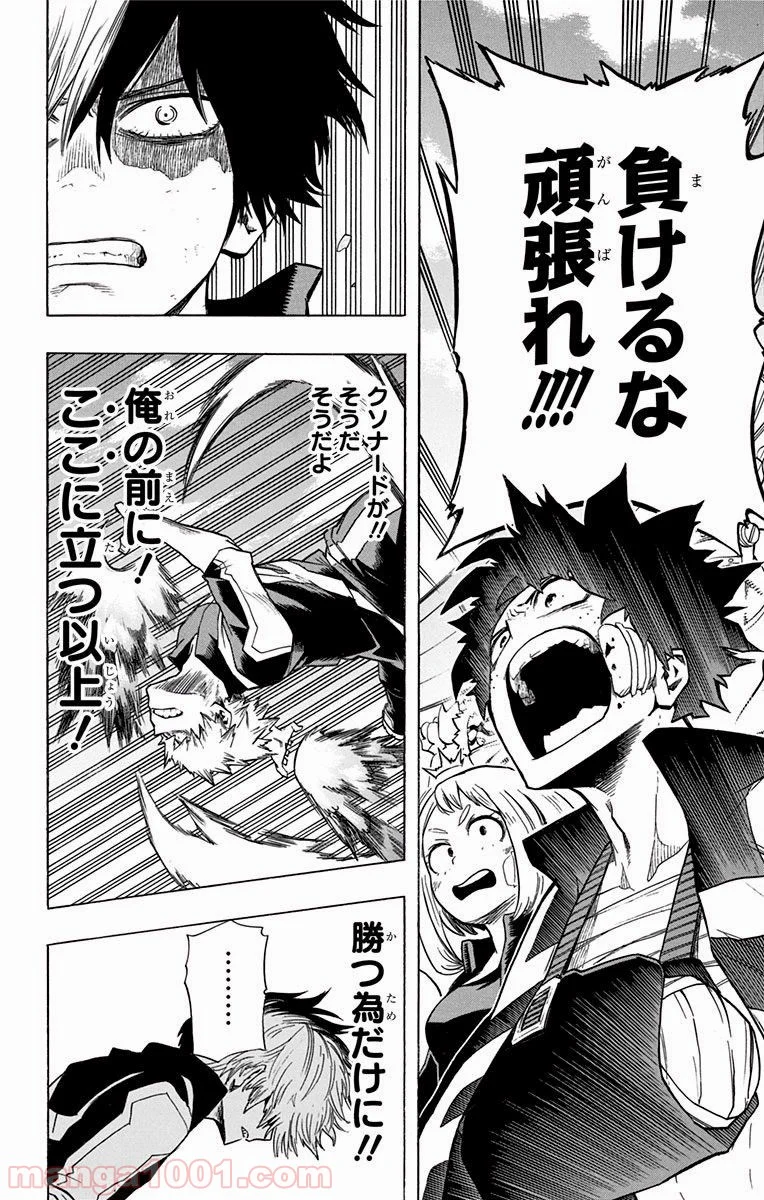 負けるな
頑張れ!!!!
クソナードが!!
そうだ
そうだよ
俺の前に!
ここに立つ以上!
勝つ為だけに!!
………
manga1001.com